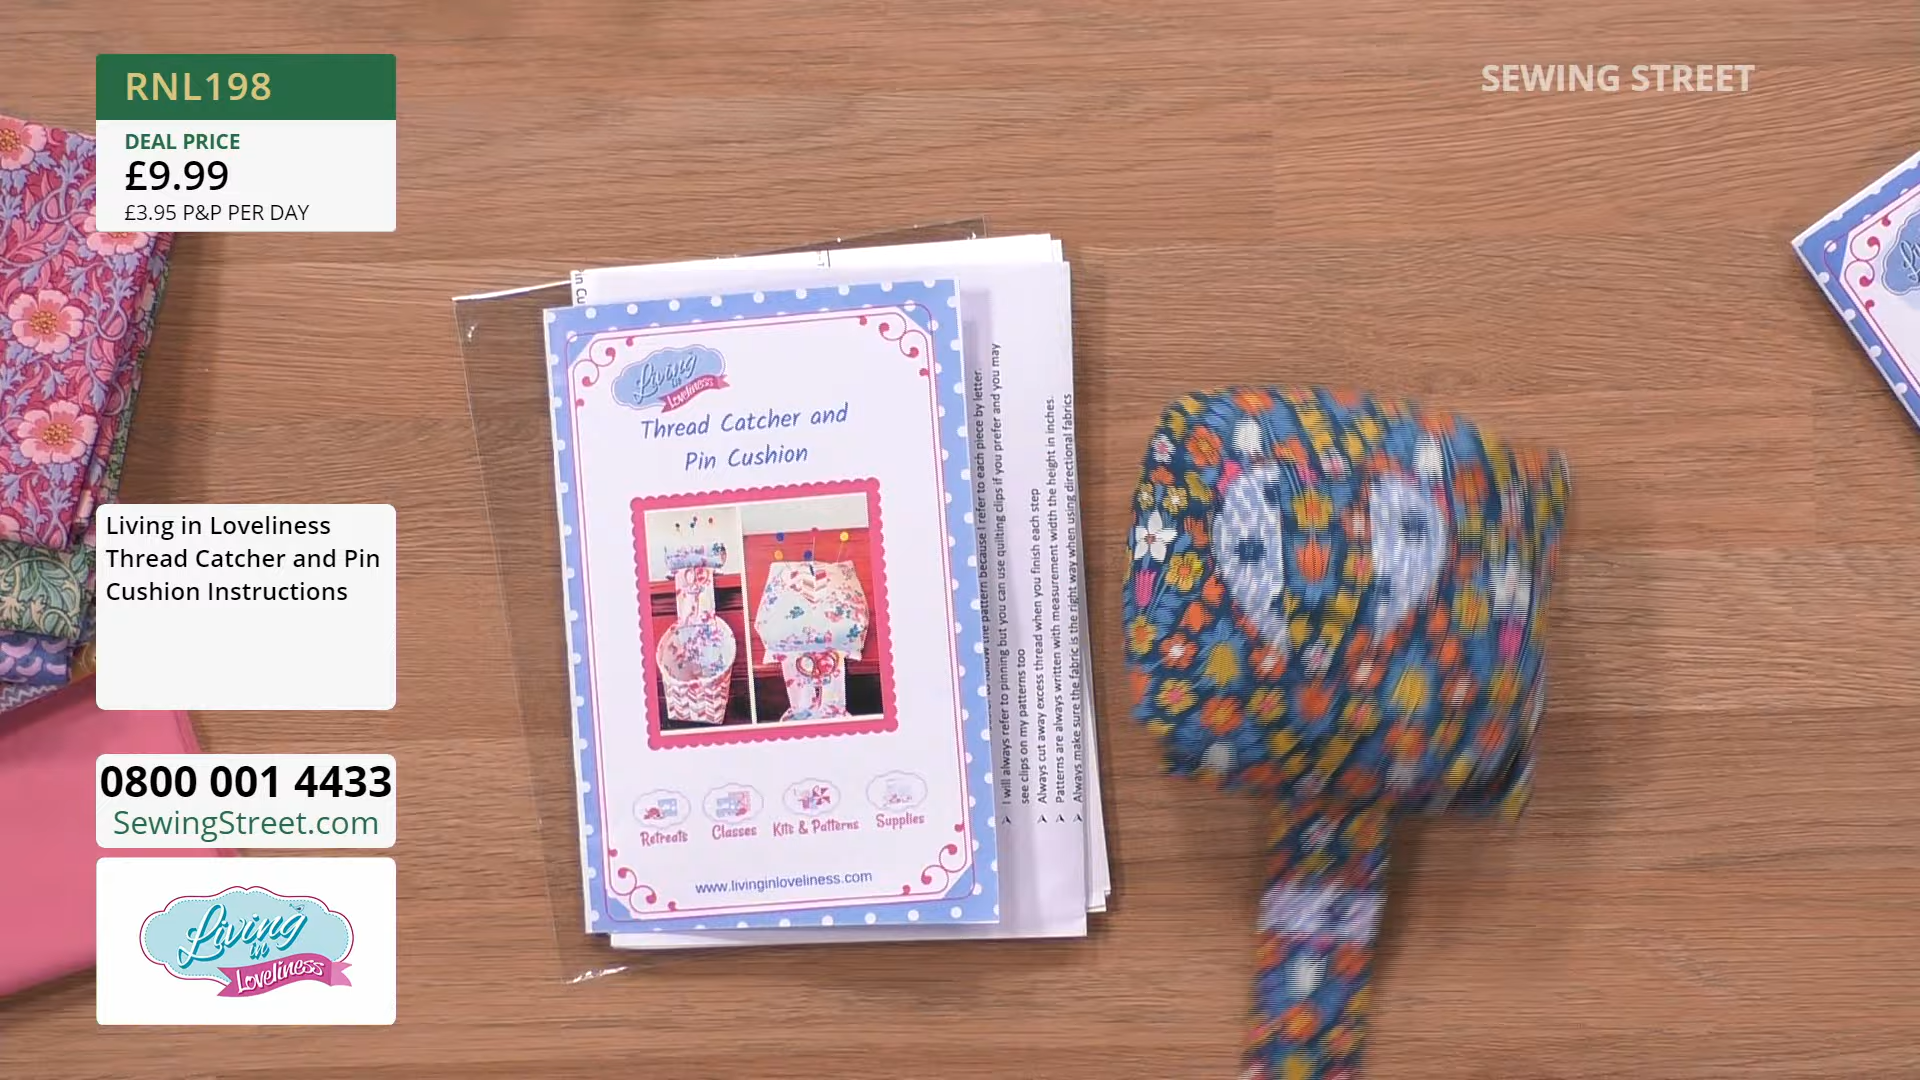 RNL198
DEAL PRICE
£9.99
£3.95 P&P PER DAY
SEWING STREET
Living in Loveliness
Thread Catcher and Pin
Cushion Instructions
0800 001 4433
SewingStreet.com
Living
in
Loveliness
Living
in
Loveliness
Thread Catcher and
Pin Cushion
Retreats
Classes
Kits & Patterns
Supplies
www.livinginloveliness.com
in Cu
pattern because I refer to each piece by letter
I will always refer to pinning but you can use quilting clips if you prefer and you may
see clips on my patterns too
Always cut away excess thread when you finish each step
Patterns are always written with measurement width the height in inches.
Always make sure the fabric is the right way when using directional fabrics